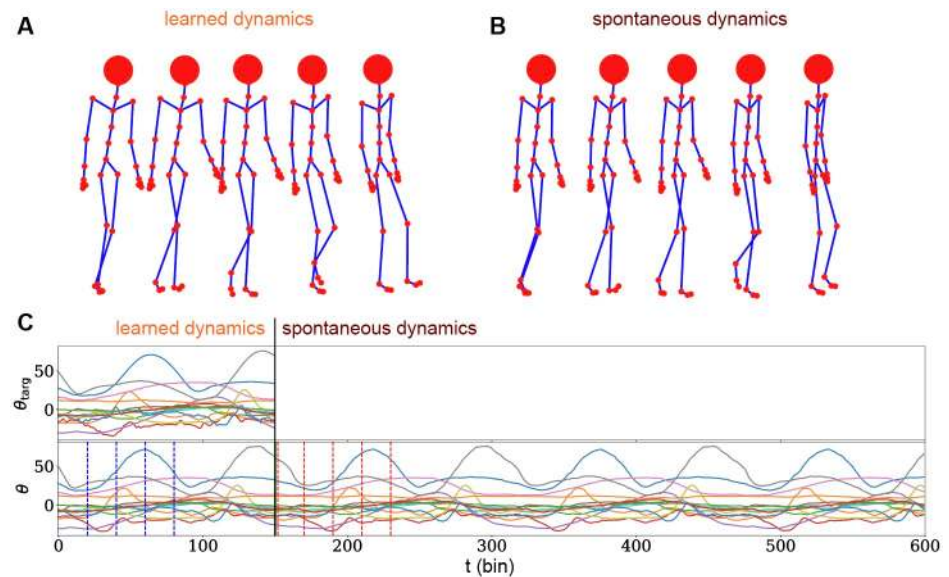 learned dynamics
spontaneous dynamics
A
B
C
learned dynamics
spontaneous dynamics
50
0
θtarg
50
0
θ
0
100
200
300
400
500
600
t (bin)